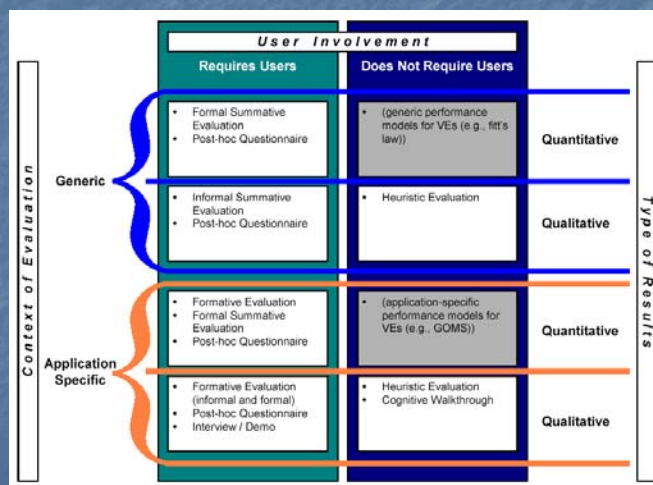 User Involvement
Requires Users
Does Not Require Users
Context of Evaluation
Type of Results
Generic
• Formal Summative
Evaluation
• Post-hoc Questionnaire
• (generic performance
models for VEs (e.g., fitt's
law))
Quantitative
• Informal Summative
Evaluation
• Post-hoc Questionnaire
• Heuristic Evaluation
Qualitative
Application
Specific
• Formative Evaluation
• Formal Summative
Evaluation
• Post-hoc Questionnaire
• (application-specific
performance models for
VEs (e.g., GOMS))
Quantitative
• Formative Evaluation
(informal and formal)
• Post-hoc Questionnaire
• Interview / Demo
• Heuristic Evaluation
• Cognitive Walkthrough
Qualitative